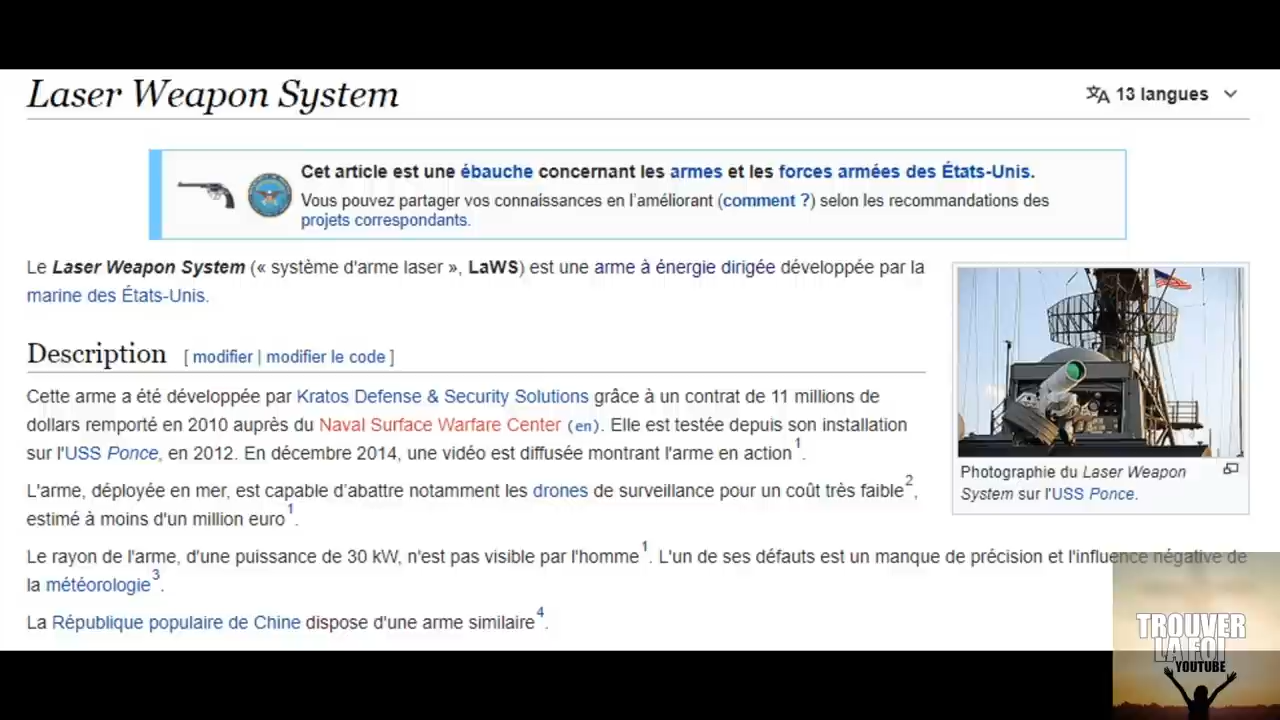 Laser Weapon System
13 langues
Cet article est une ébauche concernant les armes et les forces armées des États-Unis.
Vous pouvez partager vos connaissances en l'améliorant (comment ?) selon les recommandations des
projets correspondants.
Le Laser Weapon System (« système d'arme laser », LaWS) est une arme à énergie dirigée développée par la
marine des États-Unis.
Description [ modifier | modifier le code ]
Cette arme a été développée par Kratos Defense & Security Solutions grâce à un contrat de 11 millions de
dollars remporté en 2010 auprès du Naval Surface Warfare Center (en). Elle est testée depuis son installation
sur l'USS Ponce, en 2012. En décembre 2014, une vidéo est diffusée montrant l'arme en action1.
L'arme, déployée en mer, est capable d'abattre notamment les drones de surveillance pour un coût très faible2,
estimé à moins d'un million euro1.
Photographie du Laser Weapon
System sur l'USS Ponce.
Le rayon de l'arme, d'une puissance de 30 kW, n'est pas visible par l'homme1. L'un de ses défauts est un manque de précision et l'influence négative de
la météorologie3.
La République populaire de Chine dispose d'une arme similaire4.
TROUVER
LA FOI
YOUTUBE